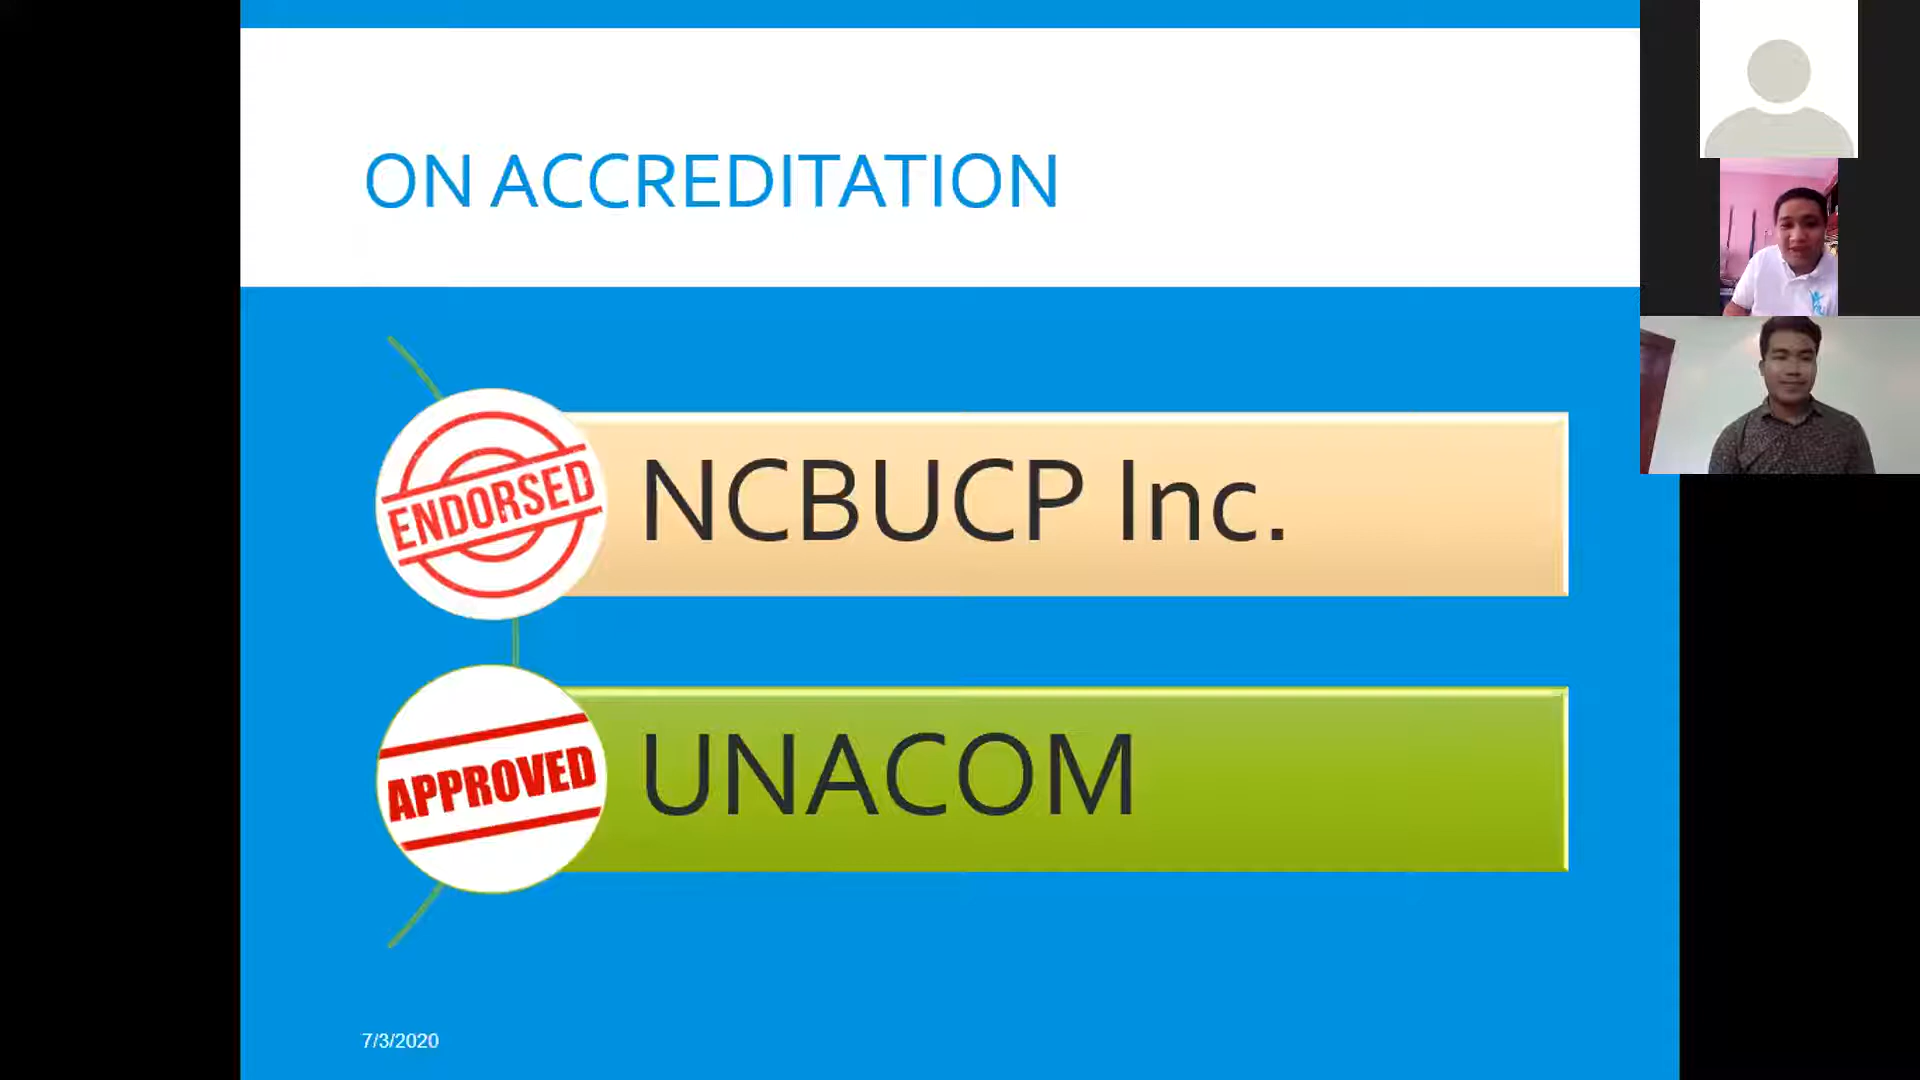 ON ACCREDITATION
ENDORSED
NCBUCP Inc.
APPROVED
UNACOM
7/3/2020